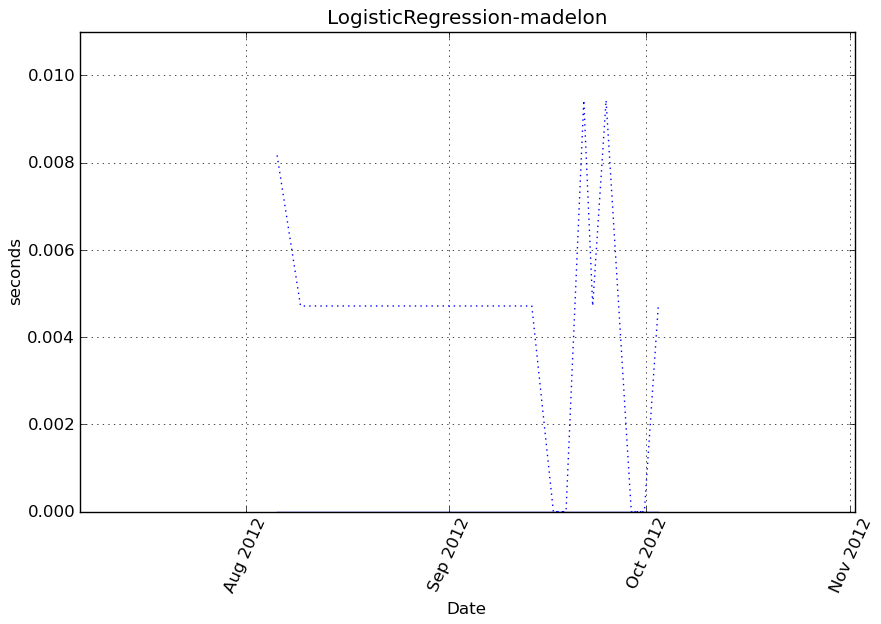 LogisticRegression-madelon
0.010
0.008
0.006
0.004
0.002
0.000
seconds
Aug 2012
Sep 2012
Oct 2012
Nov 2012
Date